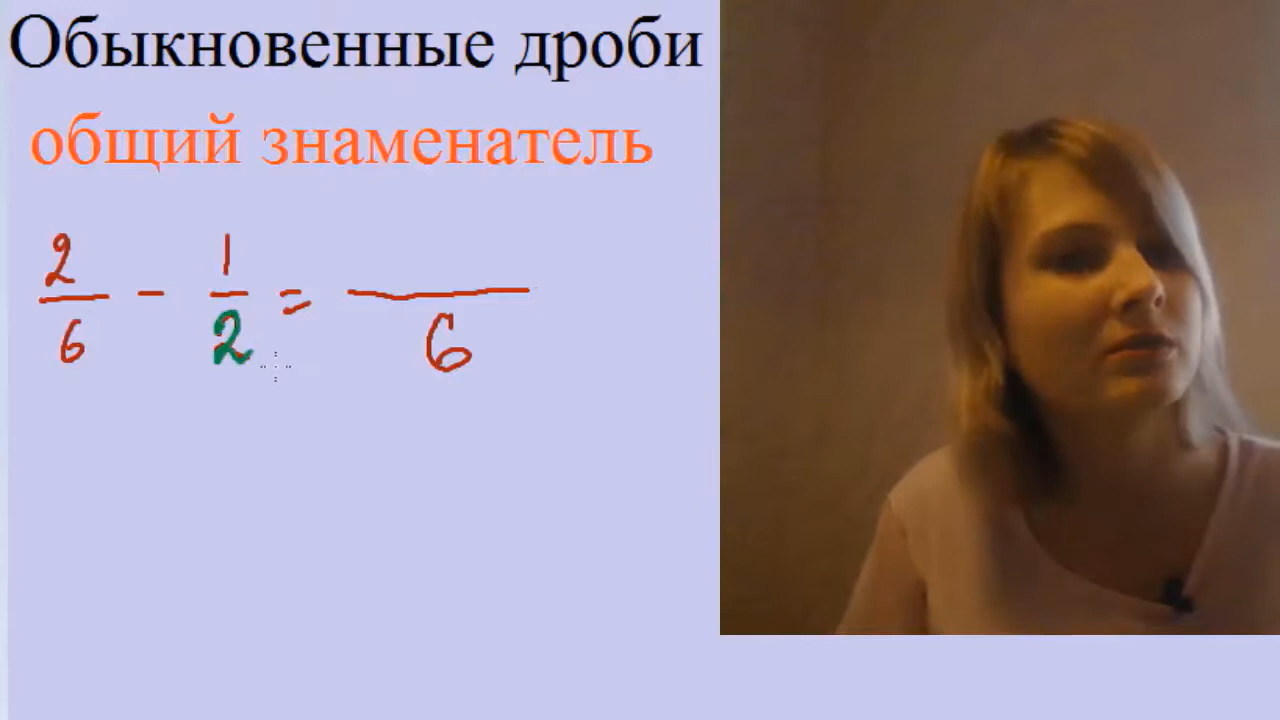 Обыкновенные дроби
общий знаменатель
2/6 - 1/2 = /6